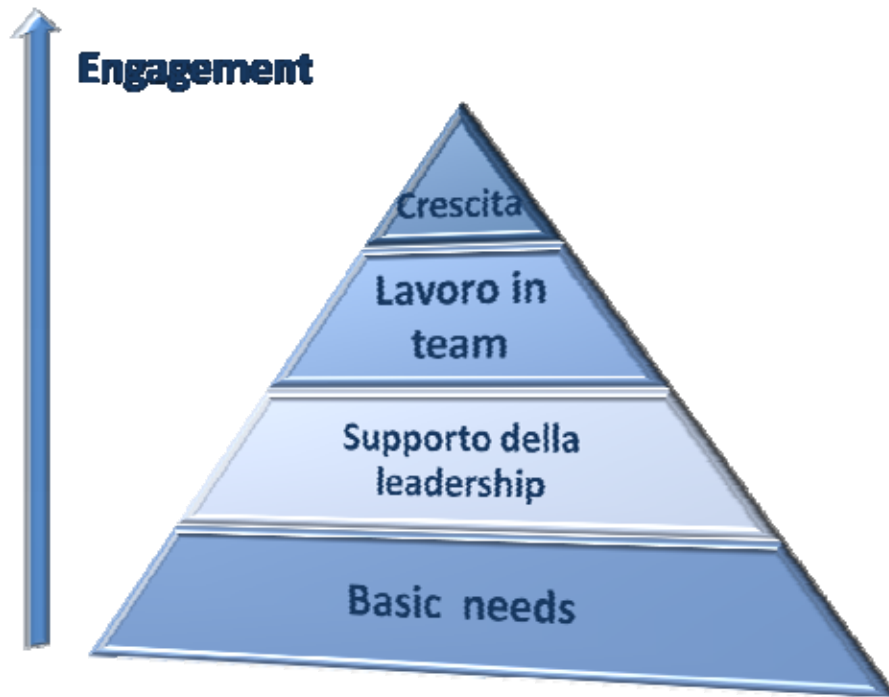 Engagement
Crescita
Lavoro in
team
Supporto della
leadership
Basic needs